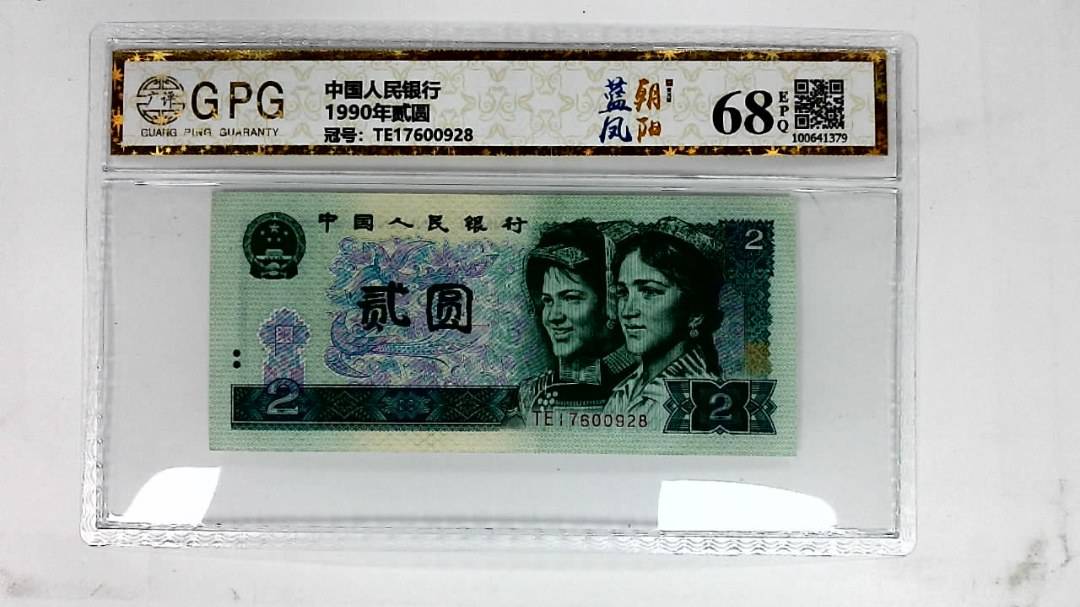 广评
GPG
GUANG PING GUARANTY
中国人民银行
1990年贰圆
冠号：TE17600928
蓝凤
朝阳
68
EPQ
100641379
中国人民银行
2
贰圆
2
TE17600928
2